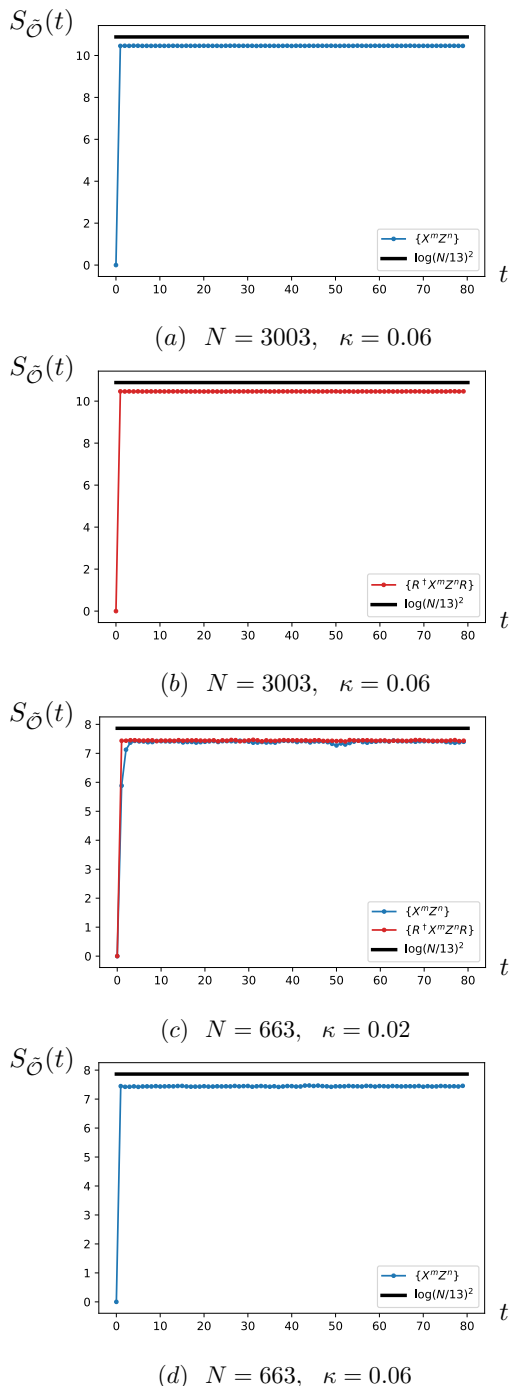 S_{\tilde{\mathcal{O}}}(t)
10
8
6
4
2
0
{X^m Z^n}
log(N/13)^2
0 10 20 30 40 50 60 70 80
t
(a) N = 3003, κ = 0.06
S_{\tilde{\mathcal{O}}}(t)
10
8
6
4
2
0
{R^† X^m Z^n R}
log(N/13)^2
0 10 20 30 40 50 60 70 80
t
(b) N = 3003, κ = 0.06
S_{\tilde{\mathcal{O}}}(t)
8
7
6
5
4
3
2
1
0
{X^m Z^n}
{R^† X^m Z^n R}
log(N/13)^2
0 10 20 30 40 50 60 70 80
t
(c) N = 663, κ = 0.02
S_{\tilde{\mathcal{O}}}(t)
8
7
6
5
4
3
2
1
0
{X^m Z^n}
log(N/13)^2
0 10 20 30 40 50 60 70 80
t
(d) N = 663, κ = 0.06